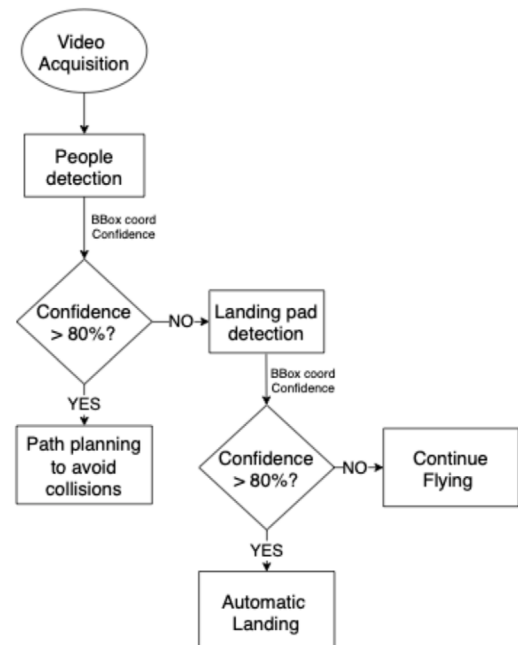 Video
Acquisition
People
detection
BBox coord
Confidence
Confidence
> 80%?
NO
Landing pad
detection
BBox coord
Confidence
YES
Path planning
to avoid
collisions
Confidence
> 80%?
NO
Continue
Flying
YES
Automatic
Landing